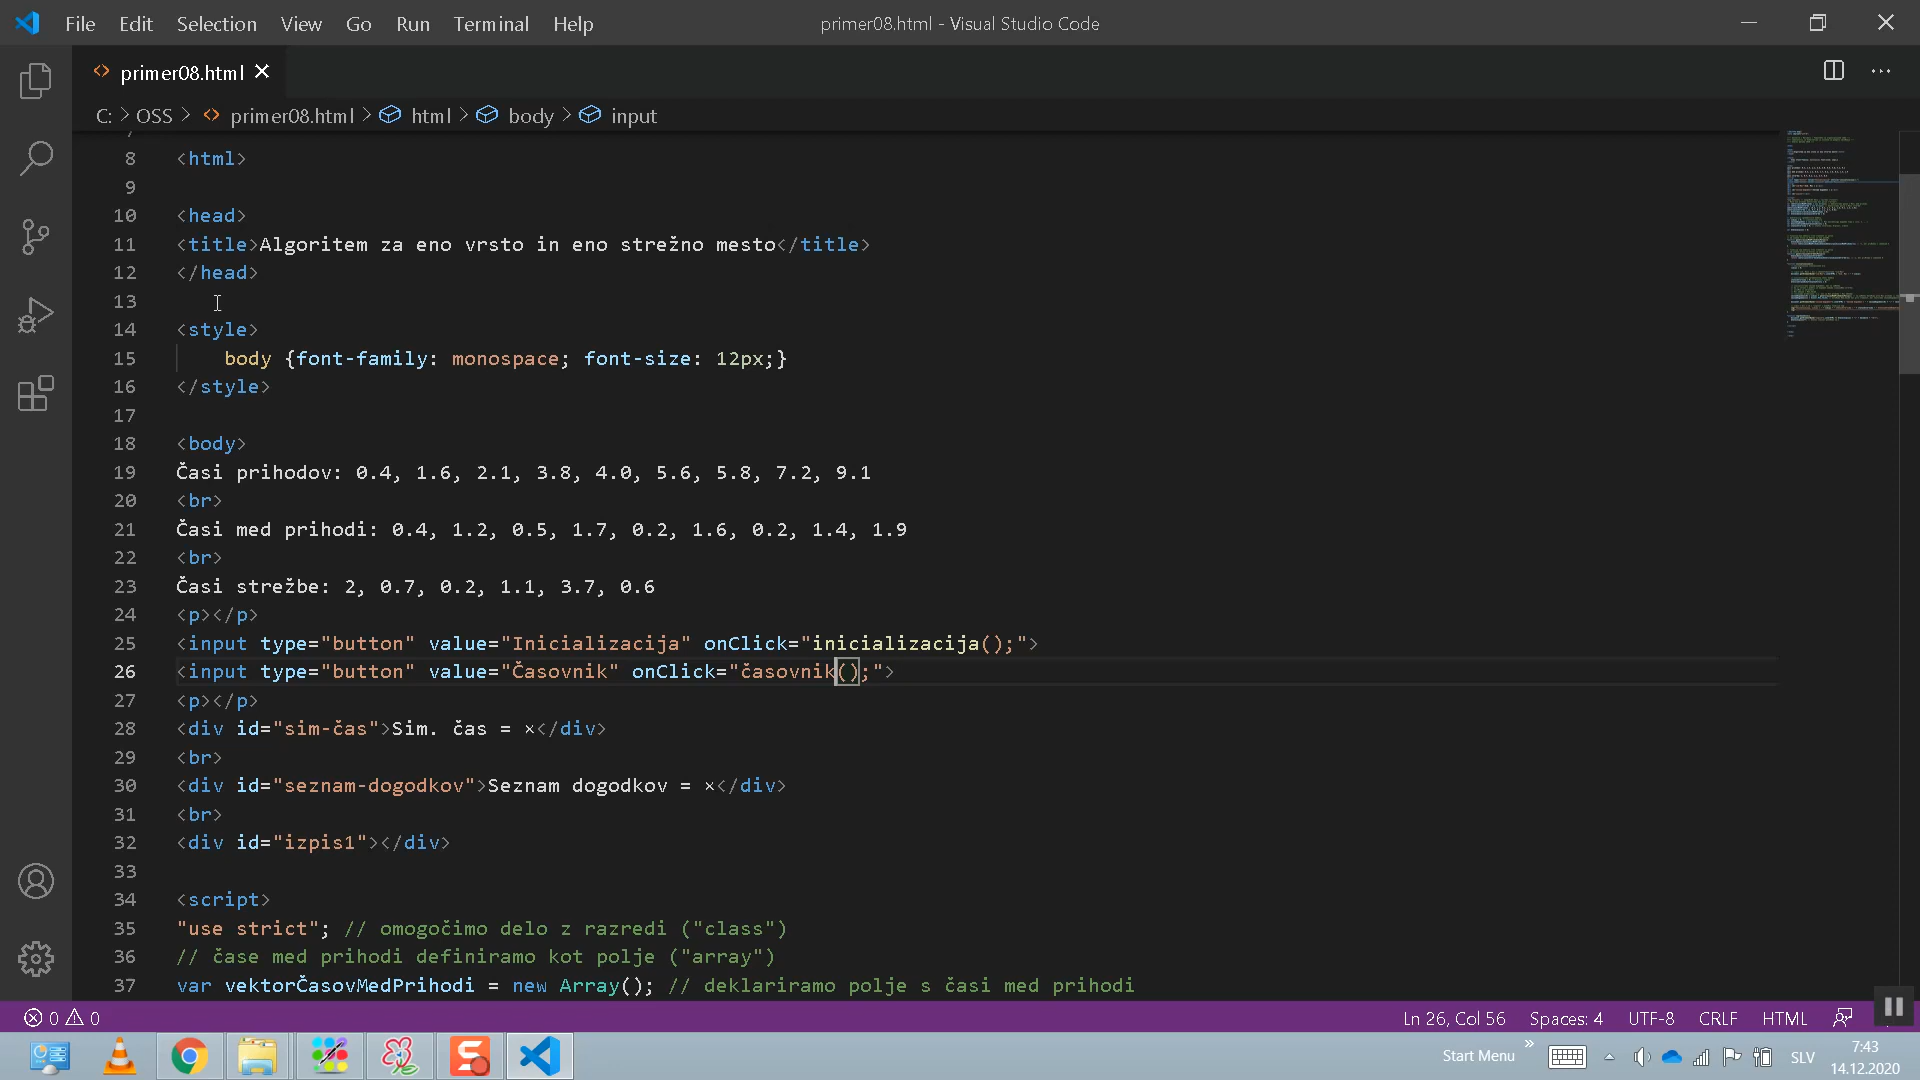 File Edit Selection View Go Run Terminal Help primer08.html - Visual Studio Code
primer08.html
C: > OSS > primer08.html > html > body > input
8 <html>
9
10 <head>
11 <title>Algoritem za eno vrsto in eno strežno mesto</title>
12 </head>
13
14 <style>
15 body {font-family: monospace; font-size: 12px;}
16 </style>
17
18 <body>
19 Časi prihodov: 0.4, 1.6, 2.1, 3.8, 4.0, 5.6, 5.8, 7.2, 9.1
20 <br>
21 Časi med prihodi: 0.4, 1.2, 0.5, 1.7, 0.2, 1.6, 0.2, 1.4, 1.9
22 <br>
23 Časi strežbe: 2, 0.7, 0.2, 1.1, 3.7, 0.6
24 <p></p>
25 <input type="button" value="Inicializacija" onClick="inicializacija();">
26 <input type="button" value="Časovnik" onClick="časovnik();">
27 <p></p>
28 <div id="sim-čas">Sim. čas = ×</div>
29 <br>
30 <div id="seznam-dogodkov">Seznam dogodkov = ×</div>
31 <br>
32 <div id="izpis1"></div>
33
34 <script>
35 "use strict"; // omogočimo delo z razredi ("class")
36 // čase med prihodi definiramo kot polje ("array")
37 var vektorČasovMedPrihodi = new Array(); // deklariramo polje s časi med prihodi
0 0 Ln 26, Col 56 Spaces: 4 UTF-8 CRLF HTML
Start Menu » SLV 7:43
14.12.2020